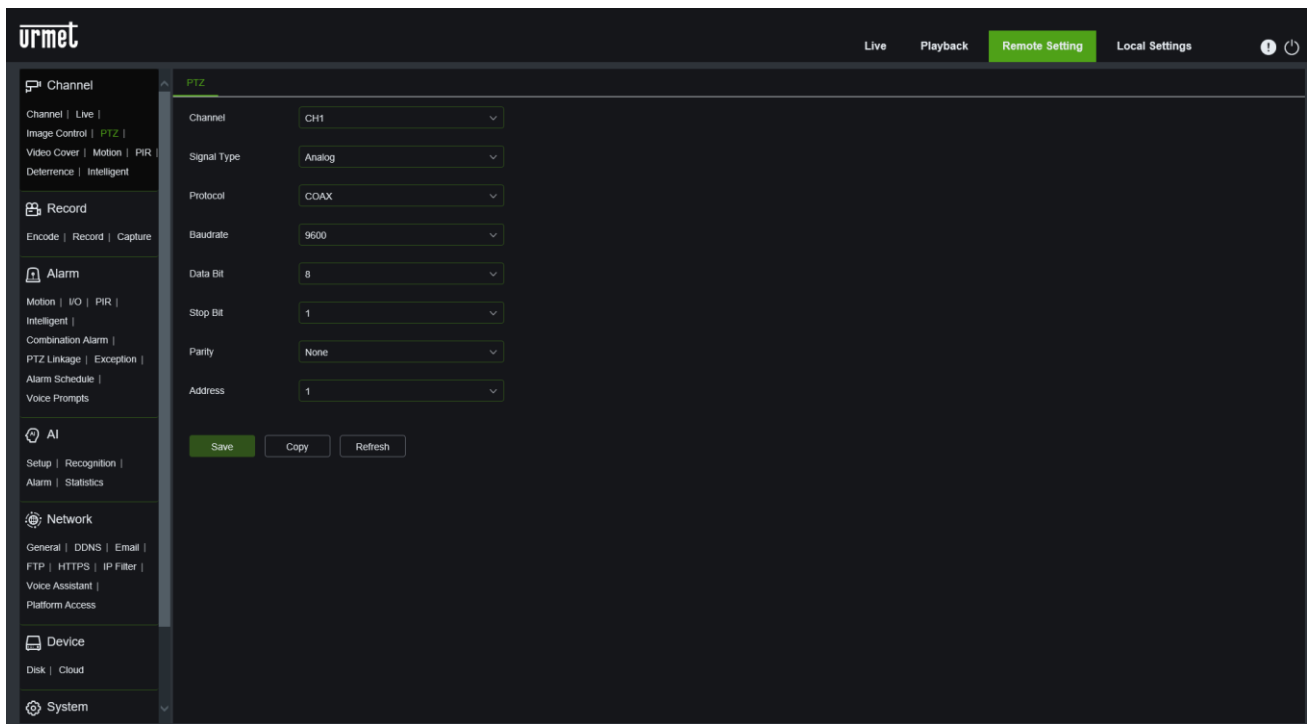 urmet
Live Playback Remote Setting Local Settings
Channel
Channel | Live |
Image Control | PTZ |
Video Cover | Motion | PIR |
Deterrence | Intelligent
Record
Encode | Record | Capture
Alarm
Motion | I/O | PIR |
Intelligent |
Combination Alarm |
PTZ Linkage | Exception |
Alarm Schedule |
Voice Prompts
AI
Setup | Recognition |
Alarm | Statistics
Network
General | DDNS | Email |
FTP | HTTPS | IP Filter |
Voice Assistant |
Platform Access
Device
Disk | Cloud
System
PTZ
Channel CH1
Signal Type Analog
Protocol COAX
Baudrate 9600
Data Bit 8
Stop Bit 1
Parity None
Address 1
Save Copy Refresh